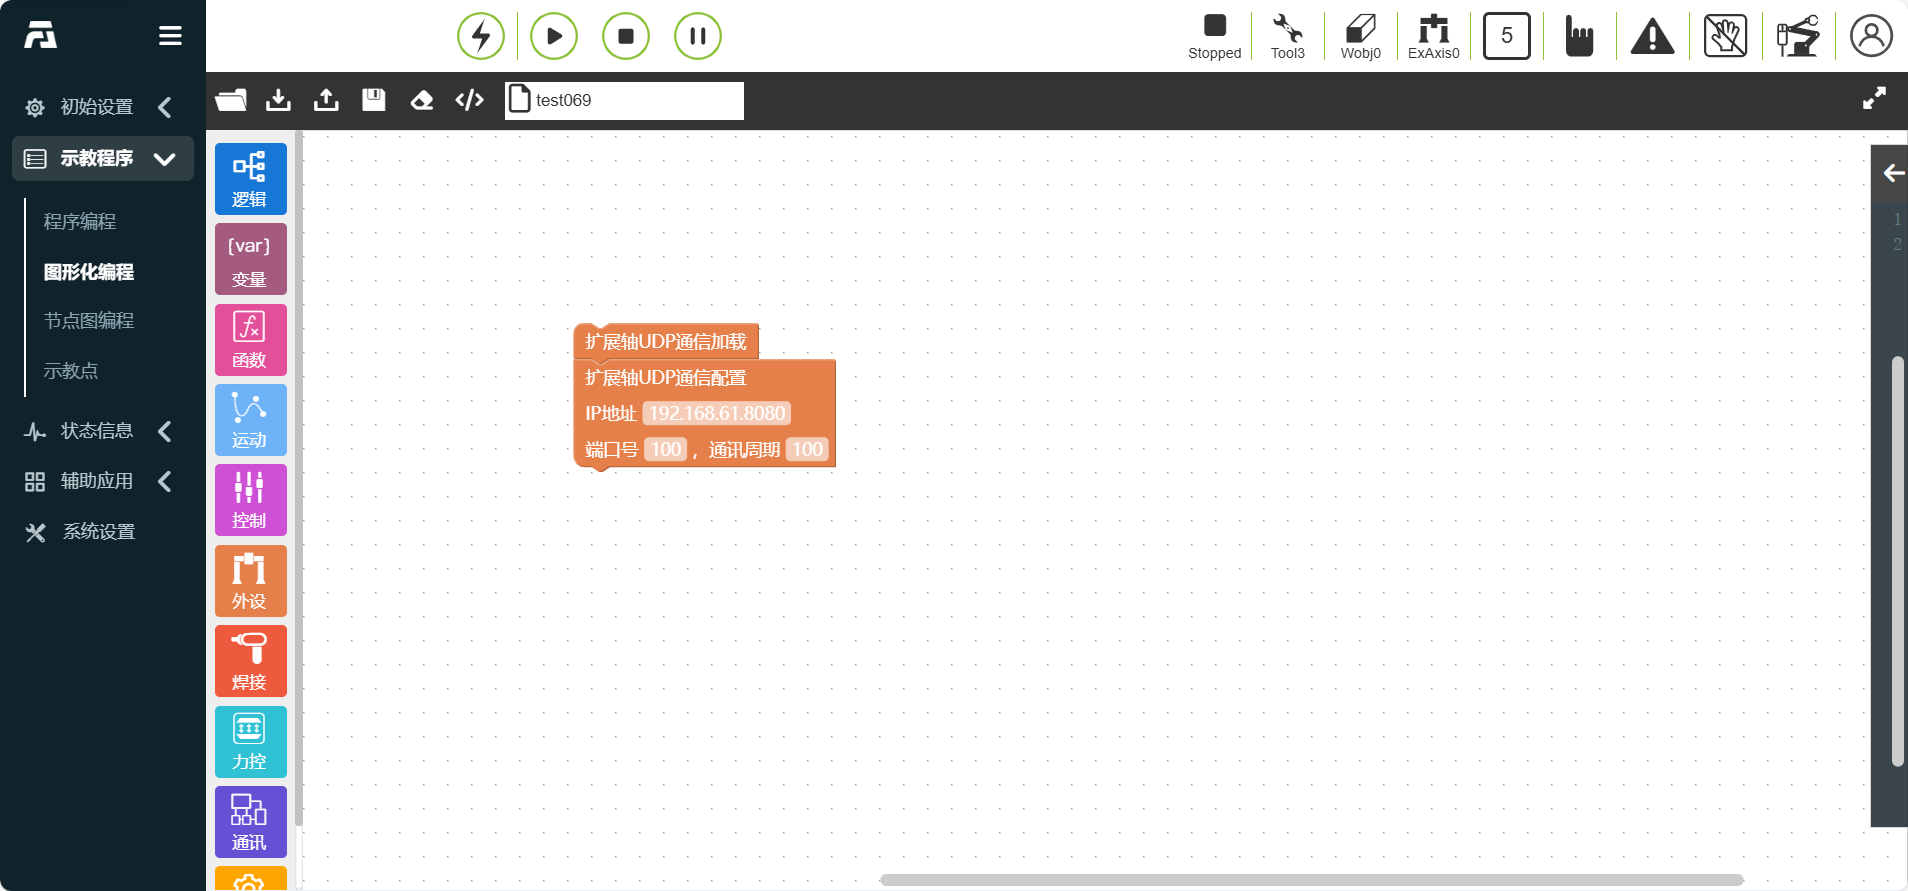 Stopped
Tool3
Wobj0
ExAxis0
5
test069
初始设置
示教程序
程序编程
图形化编程
节点图编程
示教点
状态信息
辅助应用
系统设置
逻辑
{var}
变量
fx
函数
运动
控制
外设
焊接
力控
通讯
扩展轴UDP通信加载
扩展轴UDP通信配置
IP地址 192.168.61.8080
端口号 100 , 通讯周期 100
1
2